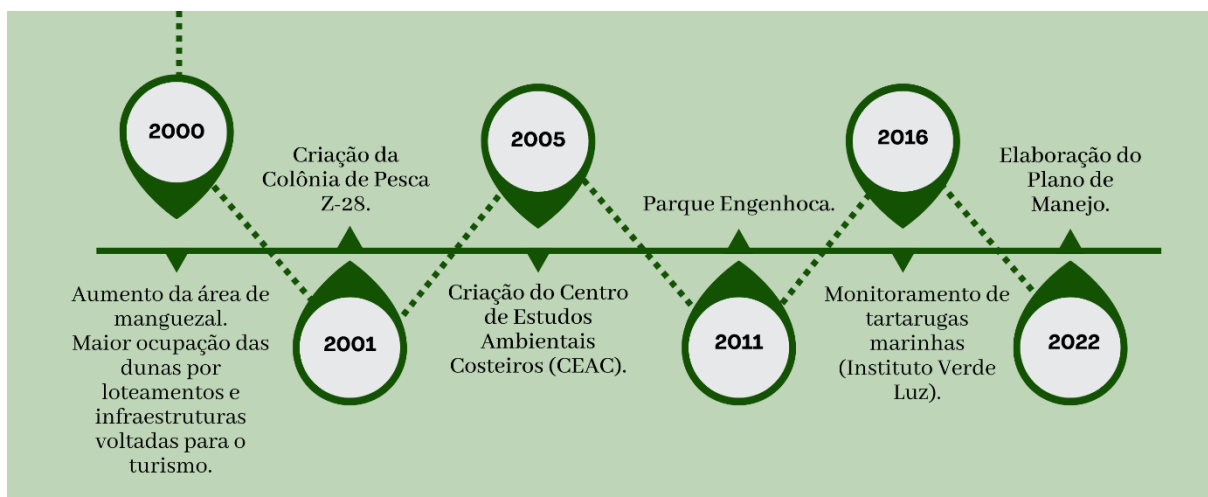 2000
Aumento da área de
manguezal.
Maior ocupação das
dunas por
loteamentos e
infraestruturas
voltadas para o
turismo.
Criação da
Colônia de Pesca
Z-28.
2001
2005
Criação do Centro
de Estudos
Ambientais
Costeiros (CEAC).
Parque Engenhoca.
2011
2016
Monitoramento de
tartarugas
marinhas
(Instituto Verde
Luz).
Elaboração do
Plano de
Manejo.
2022